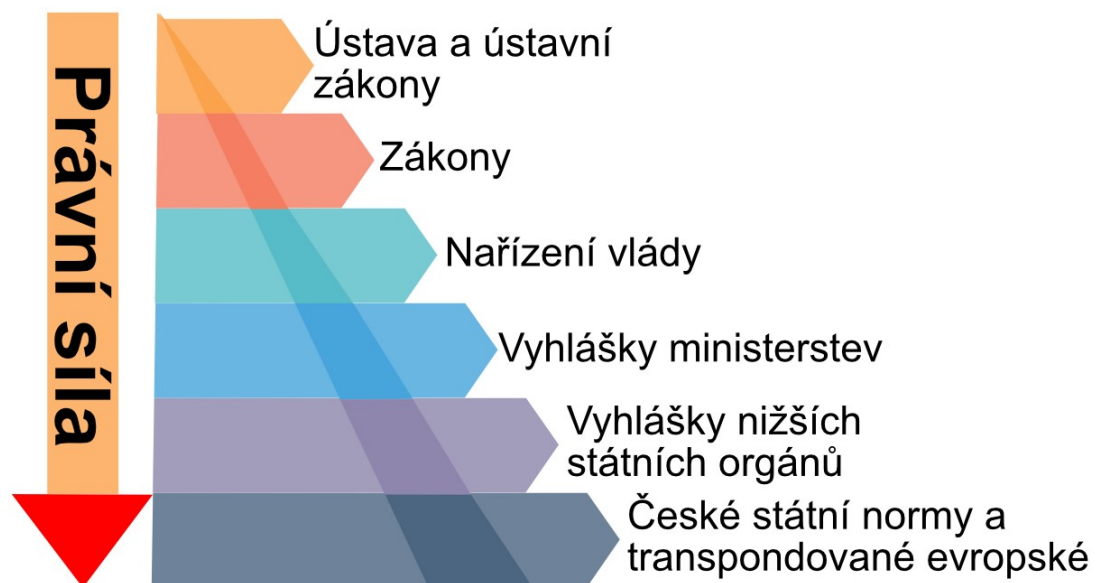 Právní síla
Ústava a ústavní
zákony
Zákony
Nařízení vlády
Vyhlášky ministerstev
Vyhlášky nižších
státních orgánů
České státní normy a
transpondované evropské